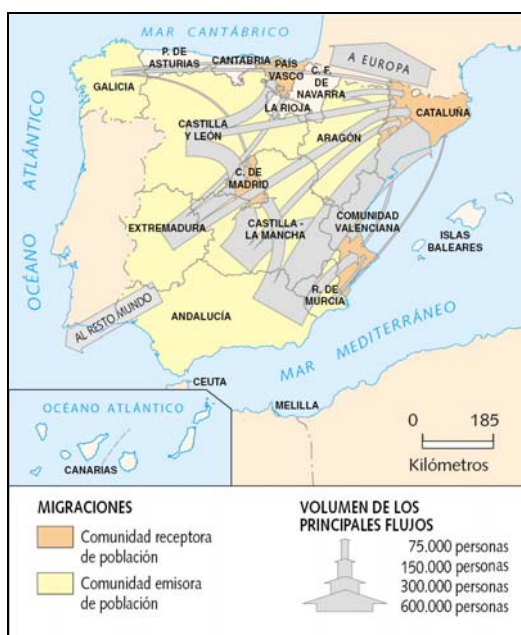 MAR CANTÁBRICO
P. DE
ASTURIAS
CANTABRIA
PAÍS
VASCO
C. F.
DE
NAVARRA
A EUROPA
GALICIA
LA RIOJA
CATALUÑA
CASTILLA
Y LEÓN
ARAGÓN
OCÉANO ATLÁNTICO
C. DE
MADRID
EXTREMADURA
CASTILLA -
LA MANCHA
COMUNIDAD
VALENCIANA
ISLAS
BALEARES
AL RESTO MUNDO
ANDALUCÍA
R. DE
MURCIA
MAR MEDITERRÁNEO
CEUTA
MELILLA
OCÉANO ATLÁNTICO
CANARIAS
0 185
Kilómetros
MIGRACIONES
Comunidad receptora
de población
Comunidad emisora
de población
VOLUMEN DE LOS
PRINCIPALES FLUJOS
75.000 personas
150.000 personas
300.000 personas
600.000 personas